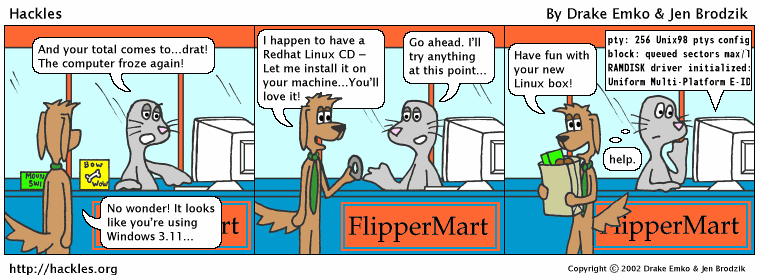 Hackles
By Drake Emko & Jen Brodzik
And your total comes to...drat!
The computer froze again!
MOUN
SWI
BOW
WOW
No wonder! It looks
like you're using
Windows 3.11...
rt
I happen to have a
Redhat Linux CD –
Let me install it on
your machine...You'll
love it!
Go ahead. I'll
try anything
at this point...
FlipperMart
Have fun with
your new
Linux box!
pty: 256 Unix98 ptys config
block: queued sectors max/l
RAMDISK driver initialized:
Uniform Multi-Platform E-ID
help.
FlipperMart
http://hackles.org
Copyright © 2002 Drake Emko & Jen Brodzik